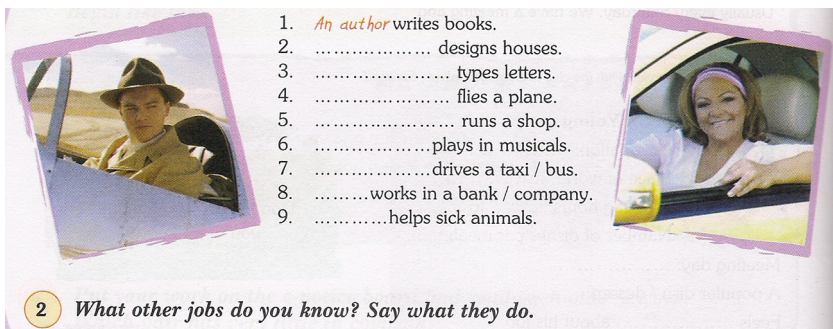 1. An author writes books.
2. .................. designs houses.
3. ..................... types letters.
4. ..................... flies a plane.
5. ..................... runs a shop.
6. ..................plays in musicals.
7. ..................drives a taxi / bus.
8. .........works in a bank / company.
9. ............helps sick animals.
2 What other jobs do you know? Say what they do.